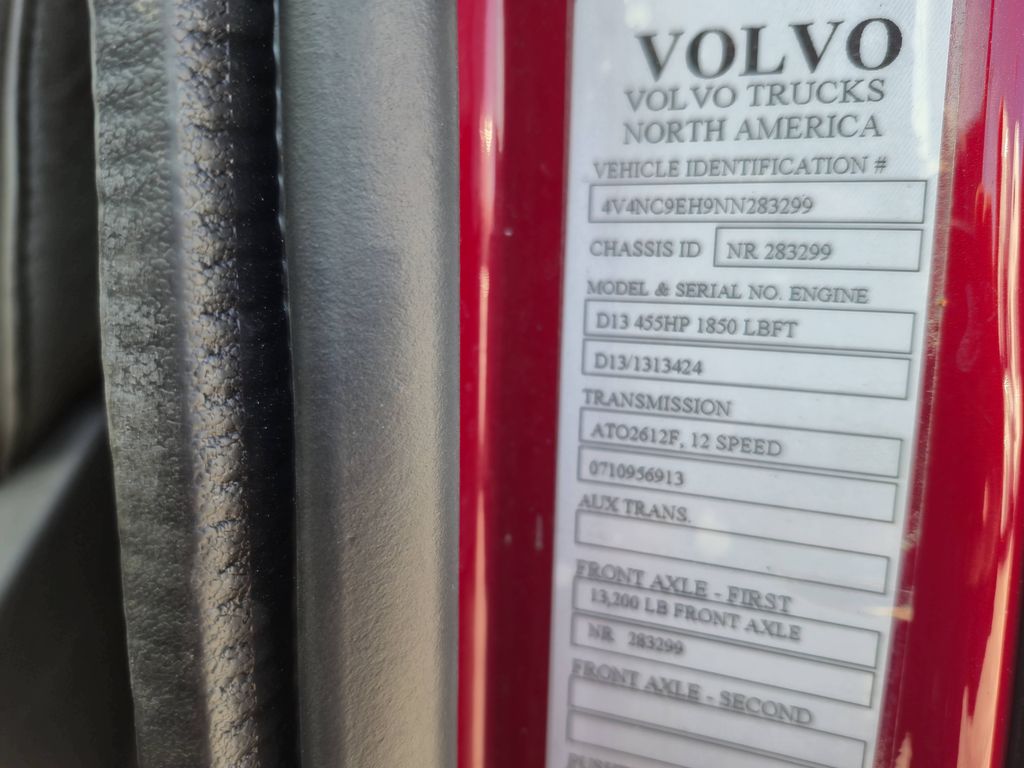 VOLVO
VOLVO TRUCKS
NORTH AMERICA
VEHICLE IDENTIFICATION #
4V4NC9EH9NN283299
CHASSIS ID NR 283299
MODEL & SERIAL NO. ENGINE
D13 455HP 1850 LBFT
D13/1313424
TRANSMISSION
ATO2612F, 12 SPEED
0710956913
AUX TRANS.
FRONT AXLE - FIRST
13,200 LB FRONT AXLE
NR 283299
FRONT AXLE - SECOND